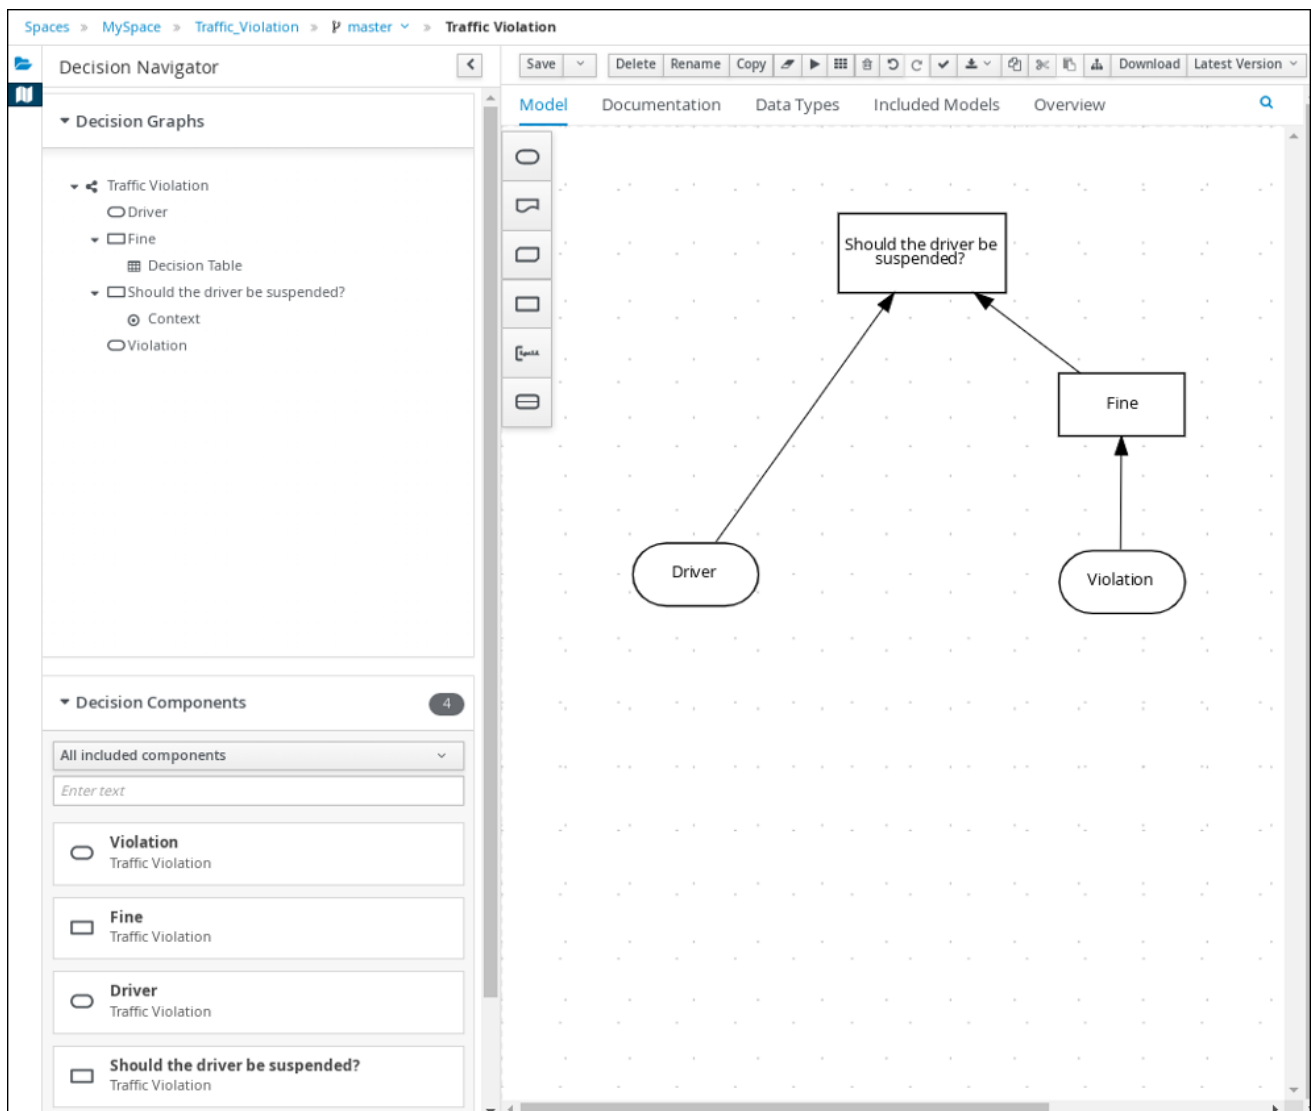 Spaces » MySpace » Traffic_Violation » master » Traffic Violation
Decision Navigator
Save Delete Rename Copy Download Latest Version
Model Documentation Data Types Included Models Overview
Decision Graphs
Traffic Violation
Driver
Fine
Decision Table
Should the driver be suspended?
Context
Violation
Should the driver be
suspended?
Fine
Driver
Violation
Decision Components 4
All included components
Enter text
Violation
Traffic Violation
Fine
Traffic Violation
Driver
Traffic Violation
Should the driver be suspended?
Traffic Violation